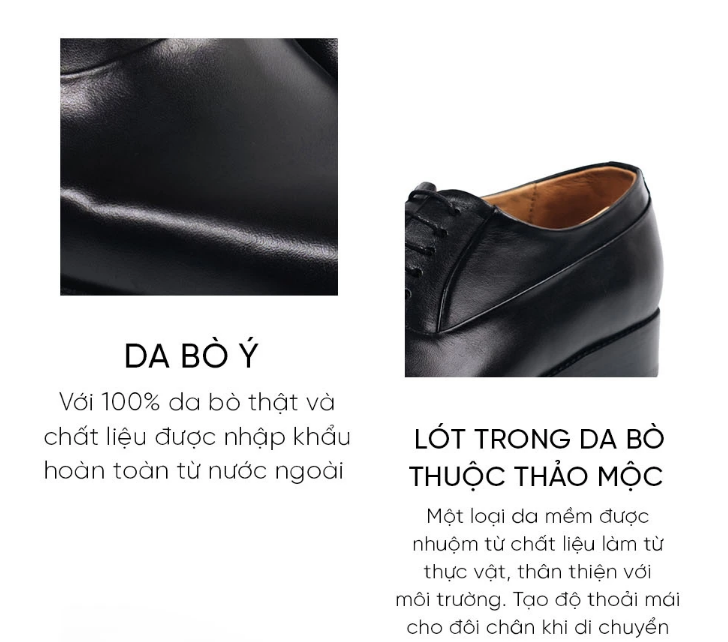 DA BÒ Ý
Với 100% da bò thật và
chất liệu được nhập khẩu
hoàn toàn từ nước ngoài
LÓT TRONG DA BÒ
THUỘC THẢO MỘC
Một loại da mềm được
nhuộm từ chất liệu làm từ
thực vật, thân thiện với
môi trường. Tạo độ thoải mái
cho đôi chân khi di chuyển